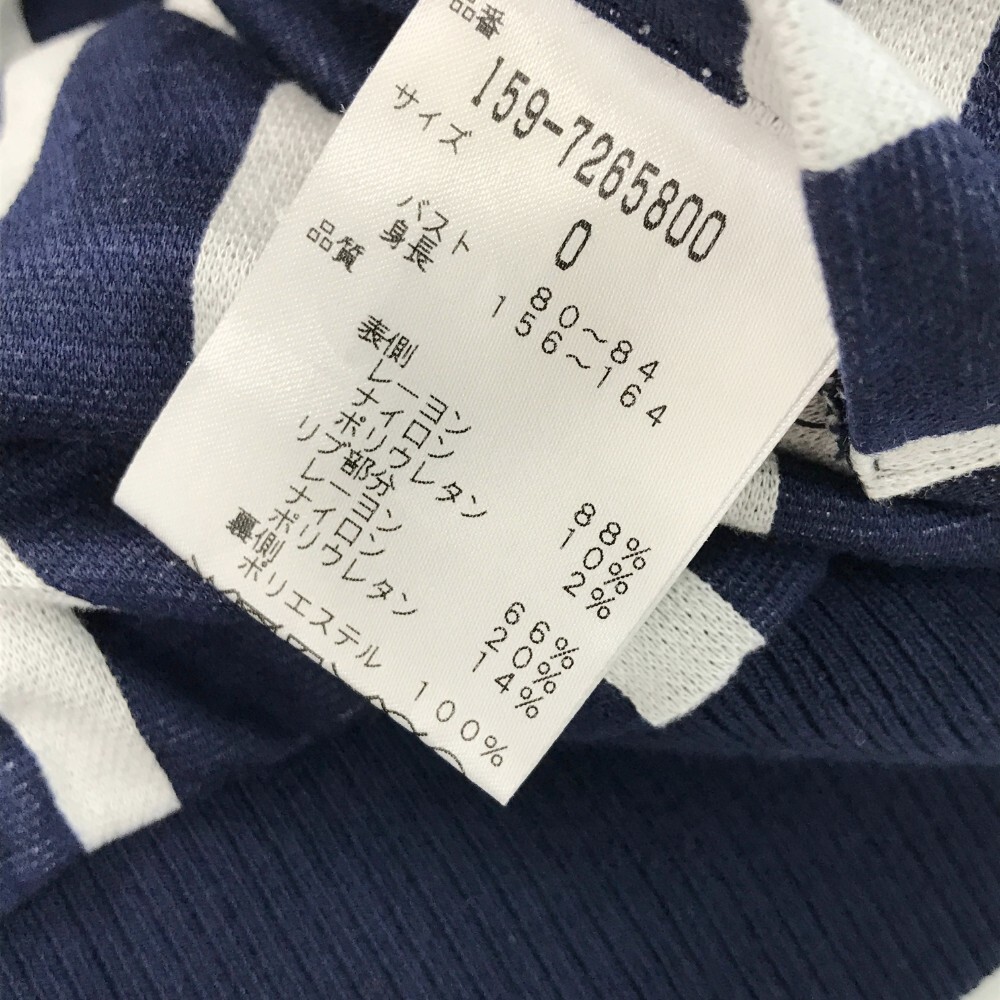 品番
159-7265800
サイズ 0
バスト 80～84
身長 156～164
品質
表側
レーヨン 88%
ナイロン 10%
ポリウレタン 2%
リブ部分
レーヨン 66%
ナイロン 20%
ポリウレタン 14%
裏側
ポリエステル 100%